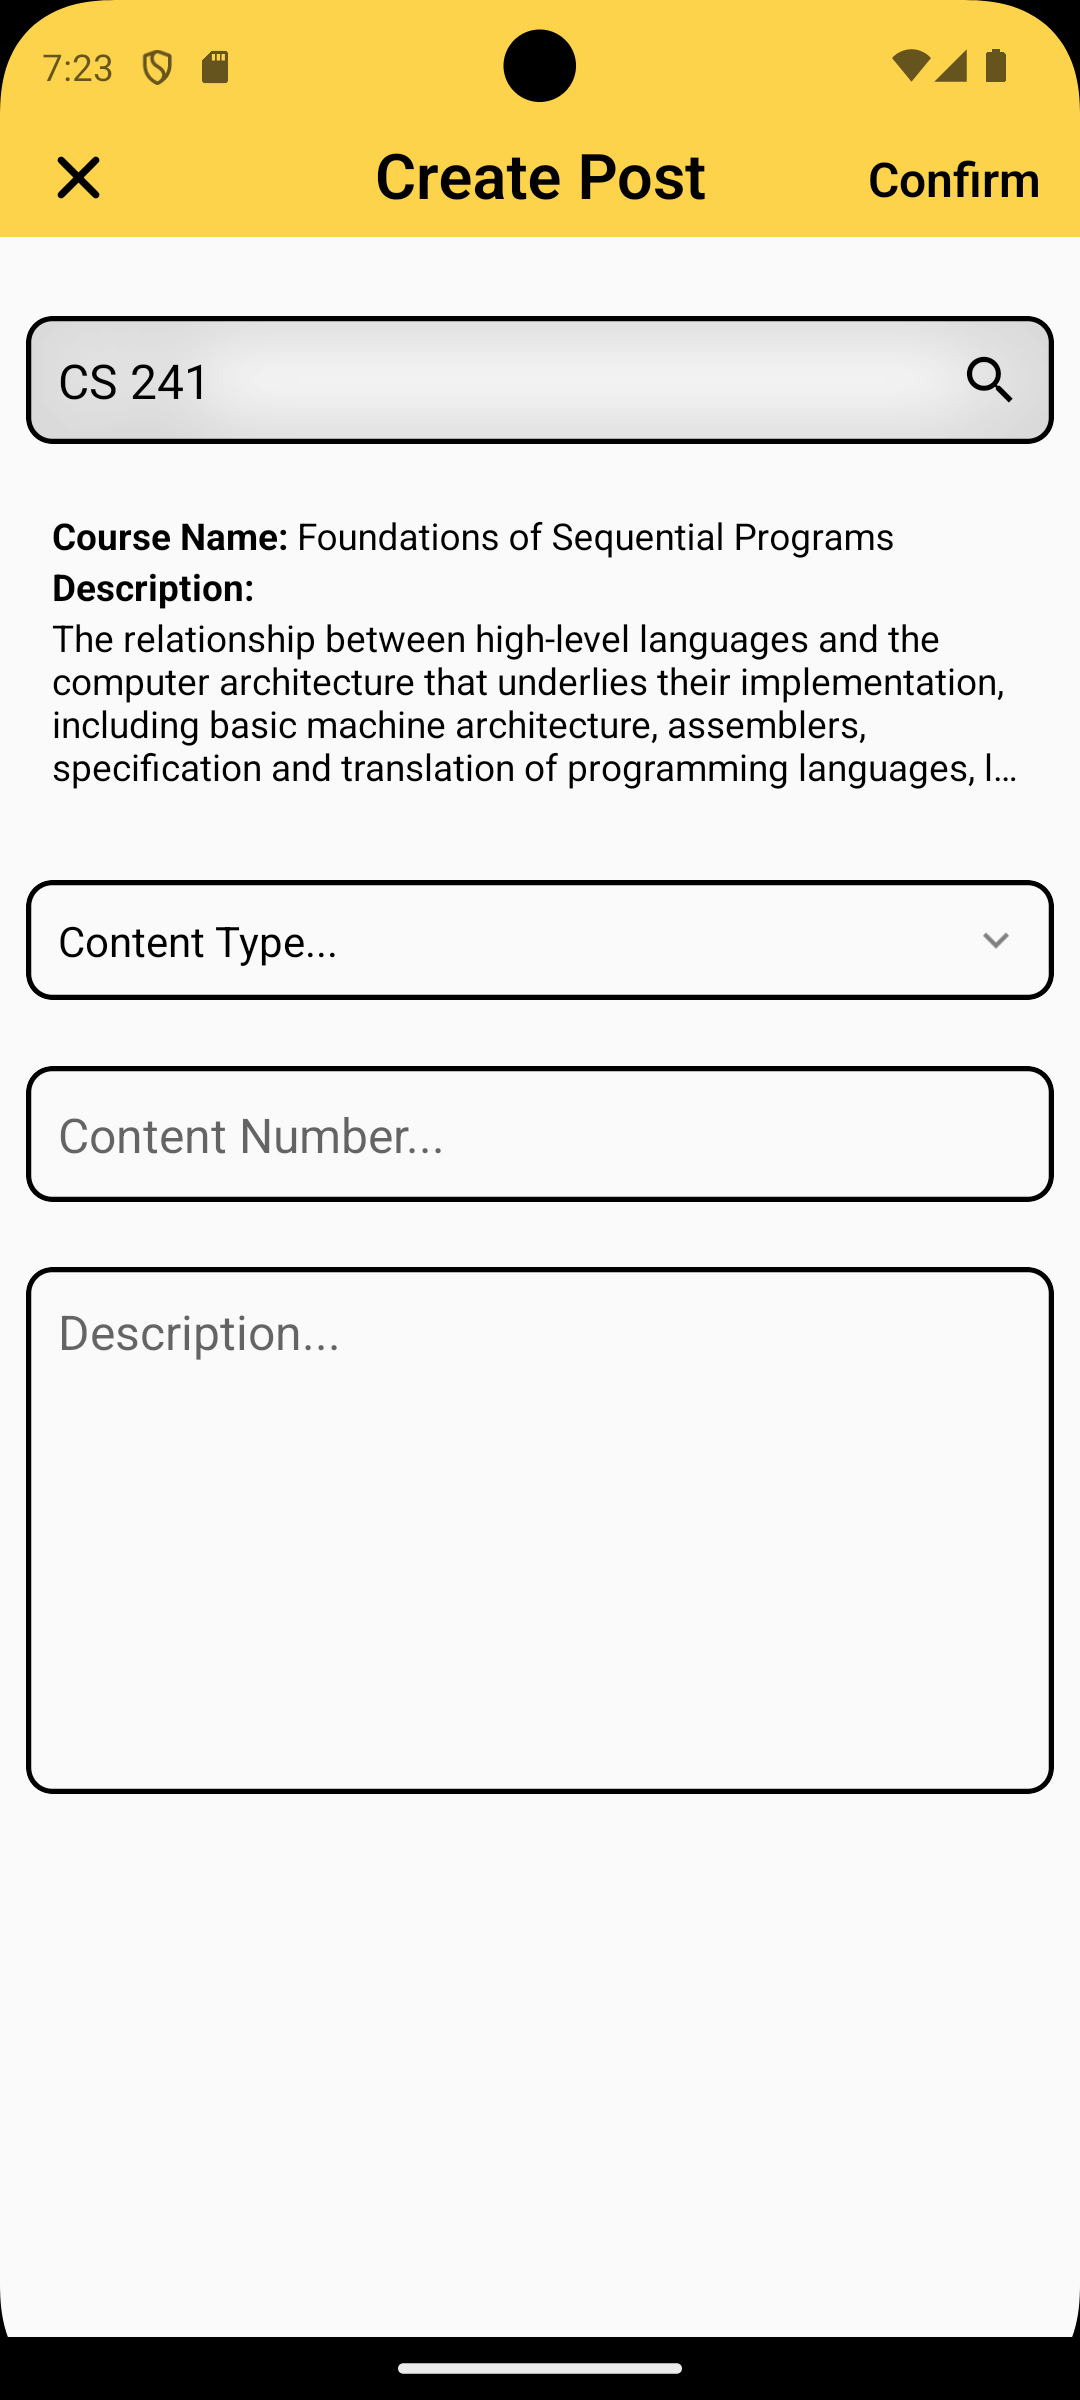 7:23
Create Post
Confirm
CS 241
Course Name: Foundations of Sequential Programs
Description:
The relationship between high-level languages and the
computer architecture that underlies their implementation,
including basic machine architecture, assemblers,
specification and translation of programming languages, l...
Content Type...
Content Number...
Description...